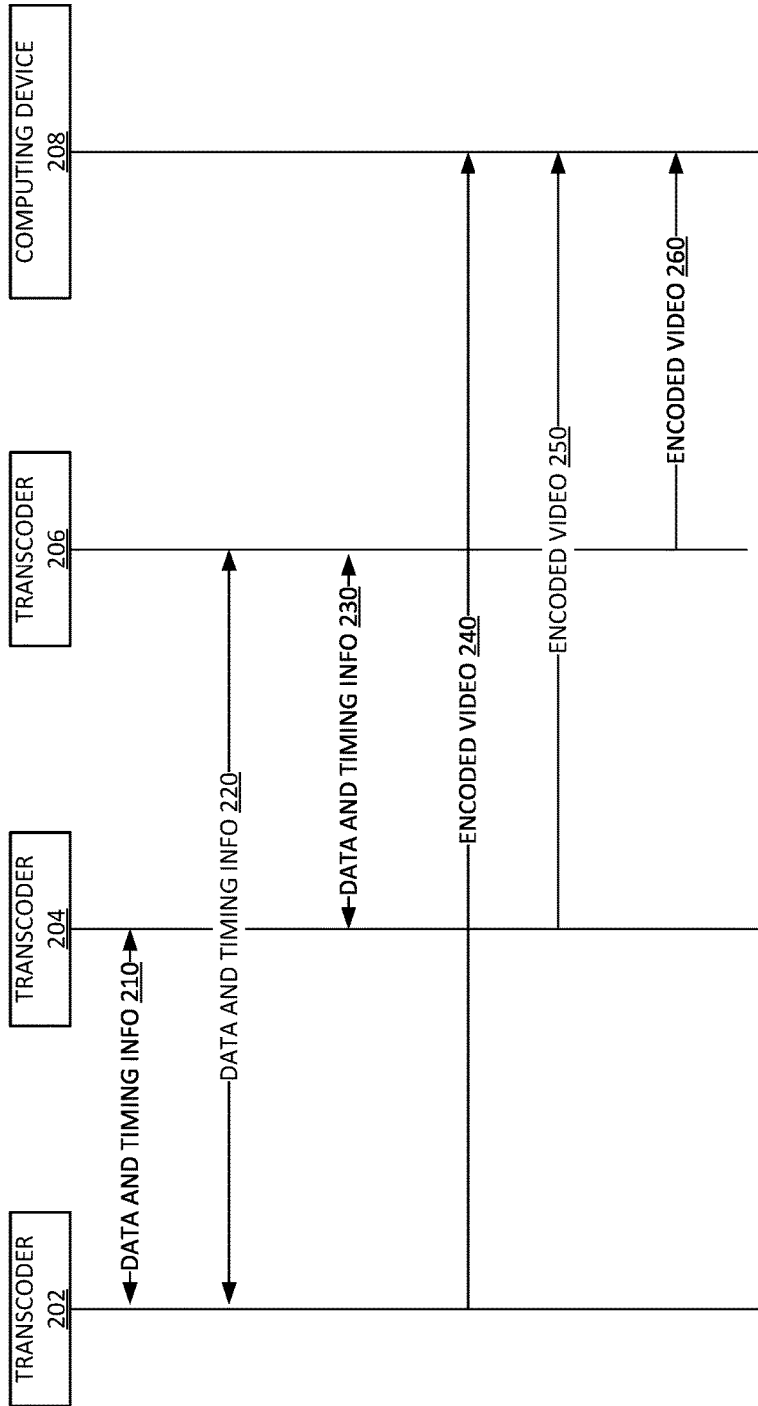 TRANSCODER
202
TRANSCODER
204
TRANSCODER
206
COMPUTING DEVICE
208
DATA AND TIMING INFO 210
DATA AND TIMING INFO 220
DATA AND TIMING INFO 230
ENCODED VIDEO 240
ENCODED VIDEO 250
ENCODED VIDEO 260